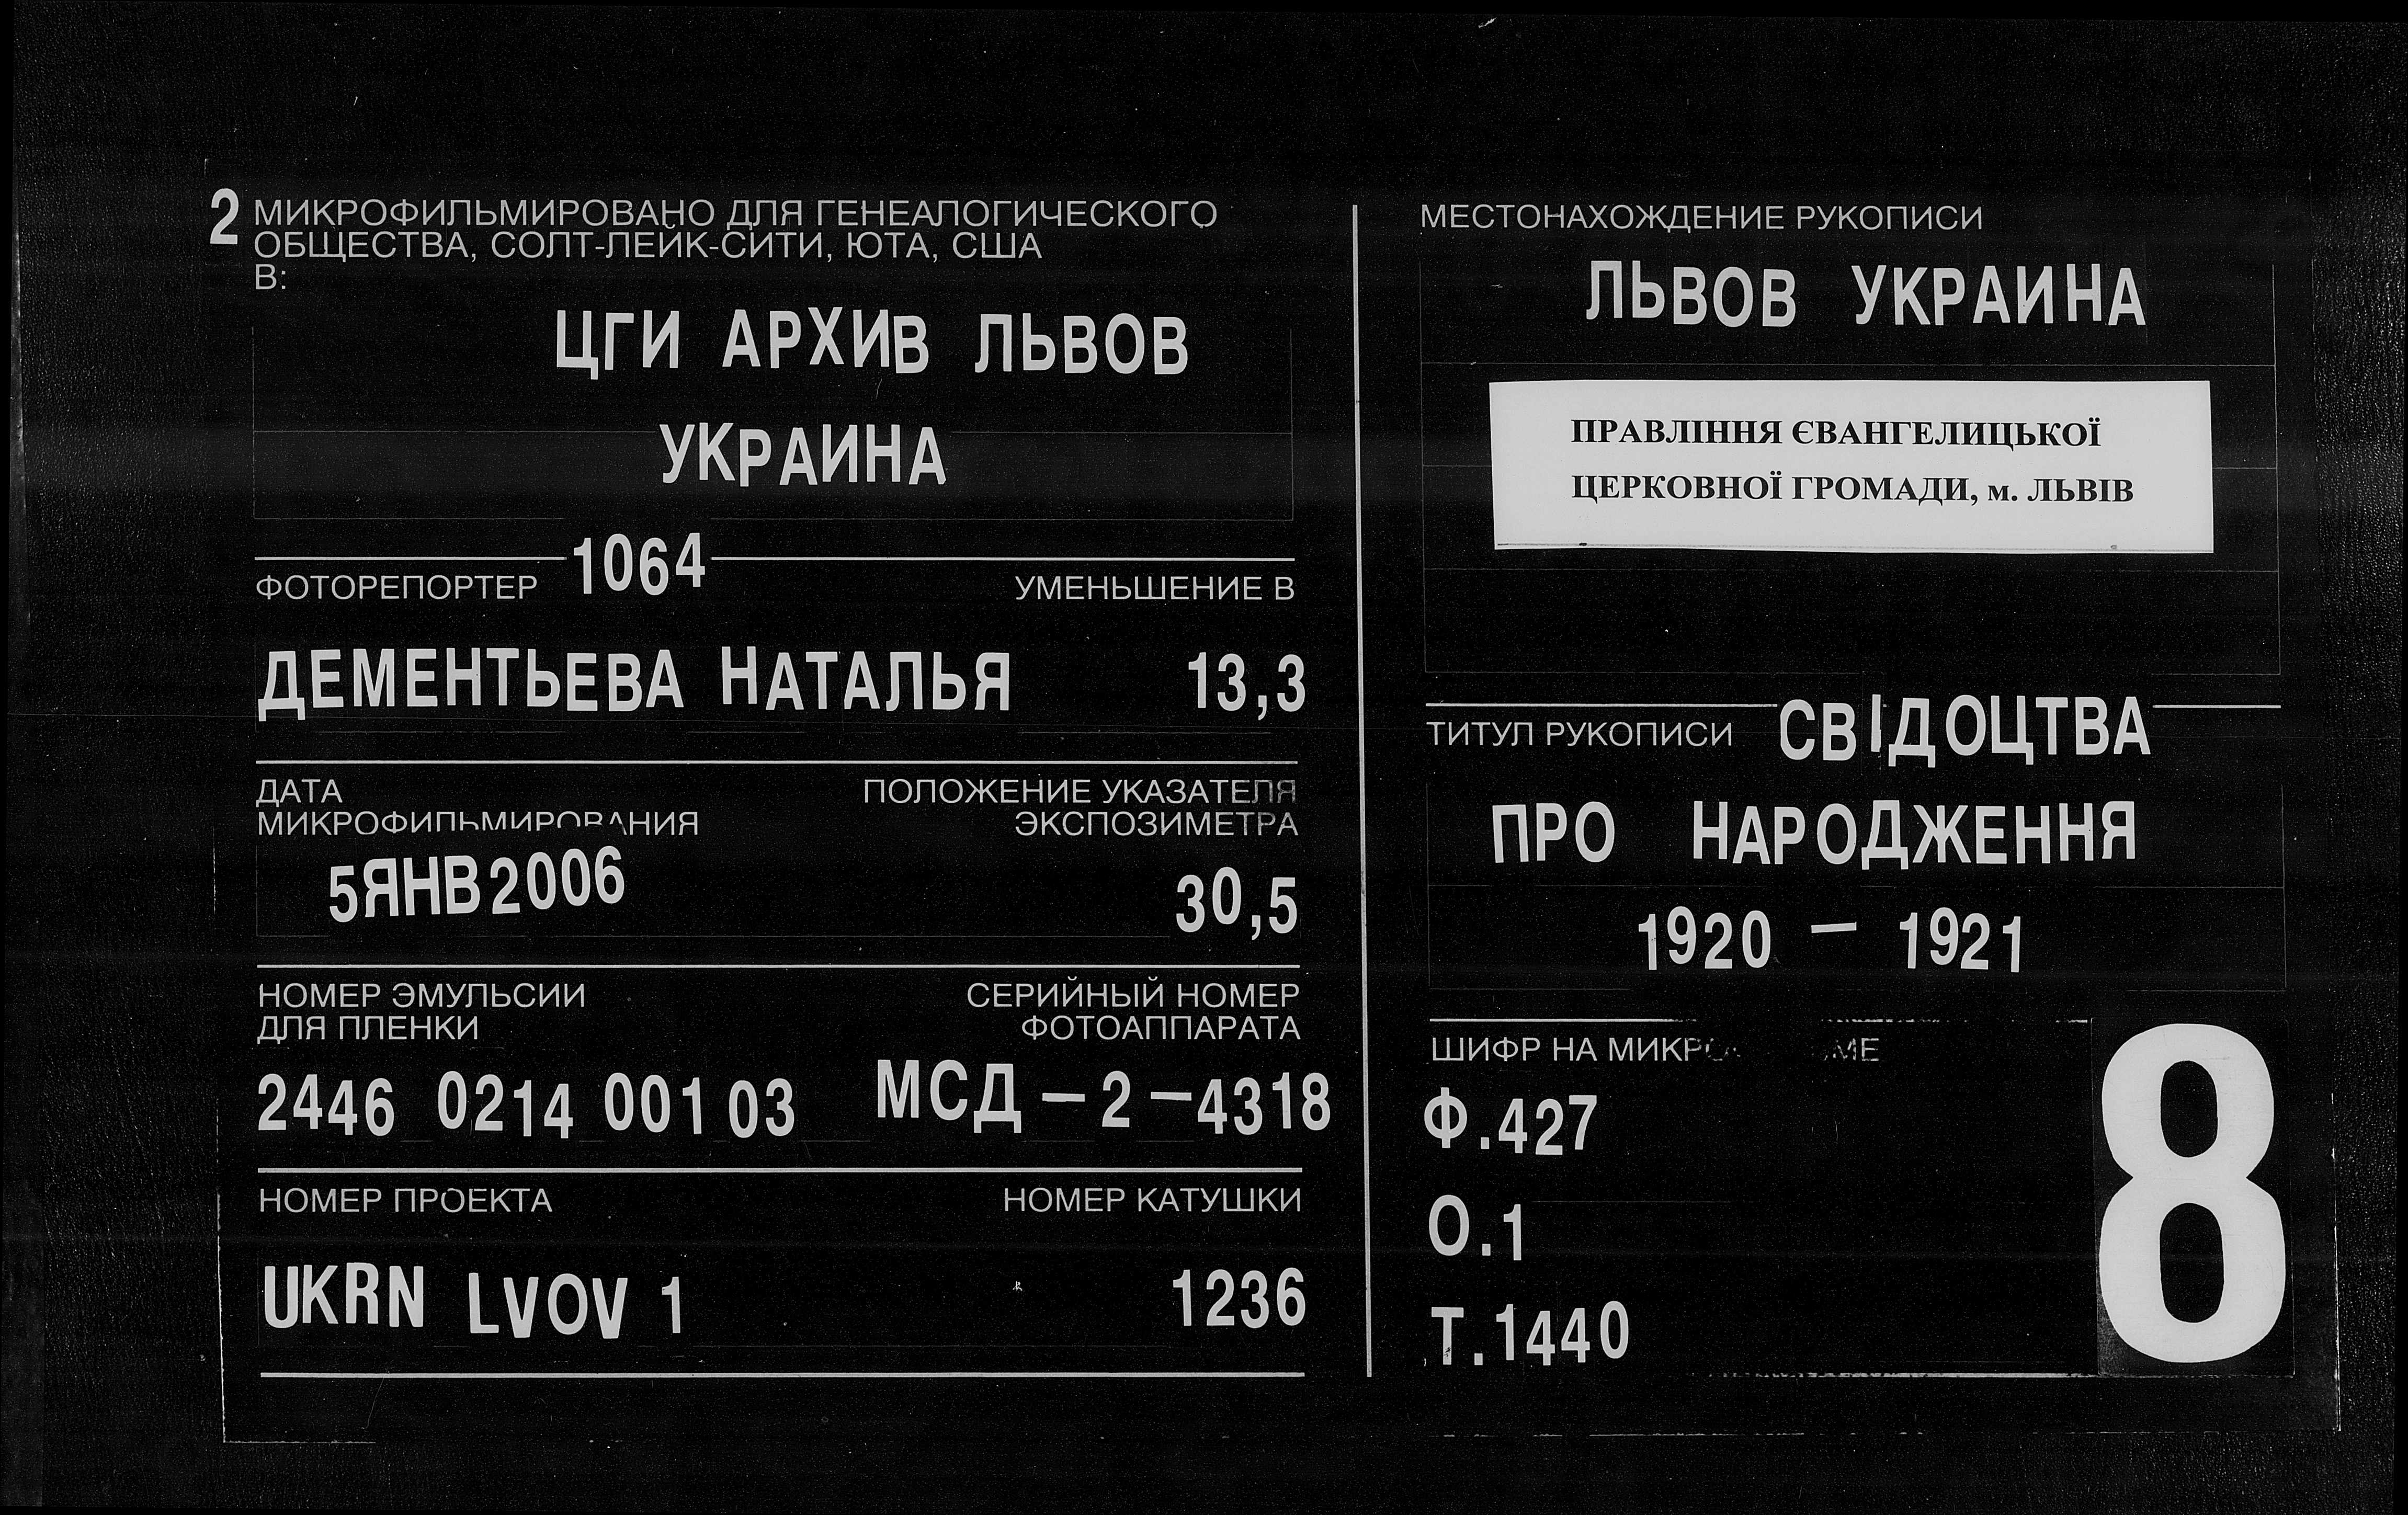 2 МИКРОФИЛЬМИРОВАНО ДЛЯ ГЕНЕАЛОГИЧЕСКОГО
ОБЩЕСТВА, СОЛТ-ЛЕЙК-СИТИ, ЮТА, США
В:
ЦГИ АРХИВ ЛЬВОВ
УКРАИНА
ФОТОРЕПОРТЕР 1064 УМЕНЬШЕНИЕ В
ДЕМЕНТЬЕВА НАТАЛЬЯ 13,3
ДАТА ПОЛОЖЕНИЕ УКАЗАТЕЛЯ
МИКРОФИЛЬМИРОВАНИЯ ЭКСПОЗИМЕТРА
5ЯНВ2006 30,5
НОМЕР ЭМУЛЬСИИ СЕРИЙНЫЙ НОМЕР
ДЛЯ ПЛЕНКИ ФОТОАППАРАТА
2446 0214 001 03 МСД – 2 – 4318
НОМЕР ПРОЕКТА НОМЕР КАТУШКИ
UKRN LVOV 1 1236
МЕСТОНАХОЖДЕНИЕ РУКОПИСИ
ЛЬВОВ УКРАИНА
ПРАВЛІННЯ ЄВАНГЕЛИЦЬКОЇ
ЦЕРКОВНОЇ ГРОМАДИ, м. ЛЬВІВ
ТИТУЛ РУКОПИСИ СВІДОЦТВА
ПРО НАРОДЖЕННЯ
1920 – 1921
ШИФР НА
Ф.427
О.1
Т.1440
8